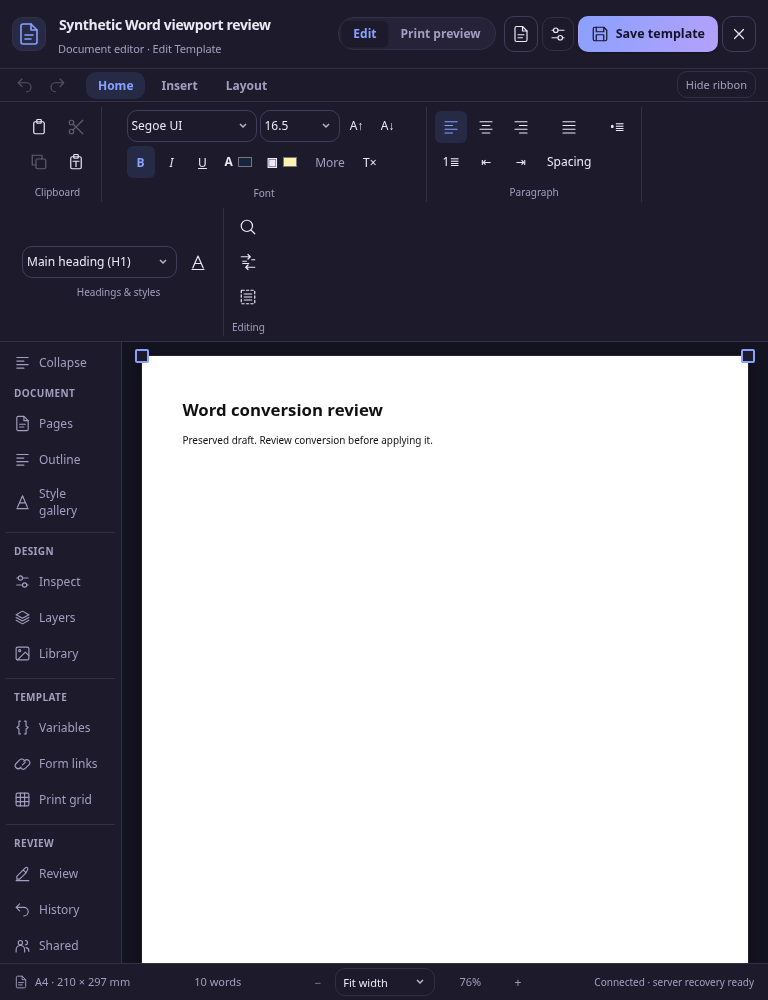 Synthetic Word viewport review
Document editor · Edit Template
Edit
Print preview
Save template
Home
Insert
Layout
Hide ribbon
Segoe UI
16.5
A↑
A↓
B
I
U
A
More
T×
Clipboard
Font
•≣
1≣
⇤
⇥
Spacing
Paragraph
Main heading (H1)
Headings & styles
Editing
Collapse
DOCUMENT
Pages
Outline
Style
gallery
DESIGN
Inspect
Layers
Library
TEMPLATE
Variables
Form links
Print grid
REVIEW
Review
History
Shared
Word conversion review
Preserved draft. Review conversion before applying it.
A4 · 210 × 297 mm
10 words
−
Fit width
76%
+
Connected · server recovery ready